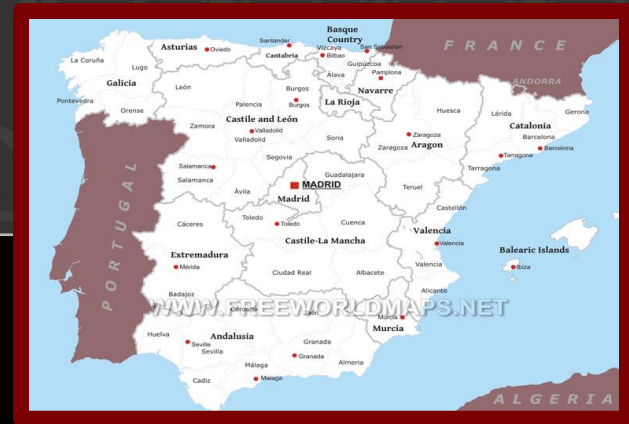 Basque
Country
Santander
San Sebastian
FRANCE
Asturias
Oviedo
Vizcaya
Bilbao
Cantabria
Guipúzcoa
La Coruña
Lugo
Álava
Pamplona
ANDORRA
Galicia
León
Burgos
Navarre
Palencia
Burgos
La Rioja
Huesca
Lérida
Gerona
Pontevedra
Orense
Castile and León
Catalonia
Zamora
Valladolid
Valladolid
Soria
Zaragoza
Zaragoza
Aragon
Barcelona
Barcelona
Tarragona
Tarragona
Segovia
Salamanca
Salamanca
Guadalajara
MADRID
Madrid
Ávila
Teruel
Castellón
PORTUGAL
Cáceres
Toledo
Toledo
Cuenca
Valencia
Valencia
Castile-La Mancha
Balearic Islands
Extremadura
Mérida
Ciudad Real
Albacete
Valencia
Ibiza
Badajoz
Alicante
WWW.FREEWORLDMAPS.NET
Córdoba
Jaén
Murcia
Murcia
Huelva
Andalusia
Seville
Sevilla
Granada
Granada
Almeria
Málaga
Cadiz
Malaga
ALGERIA